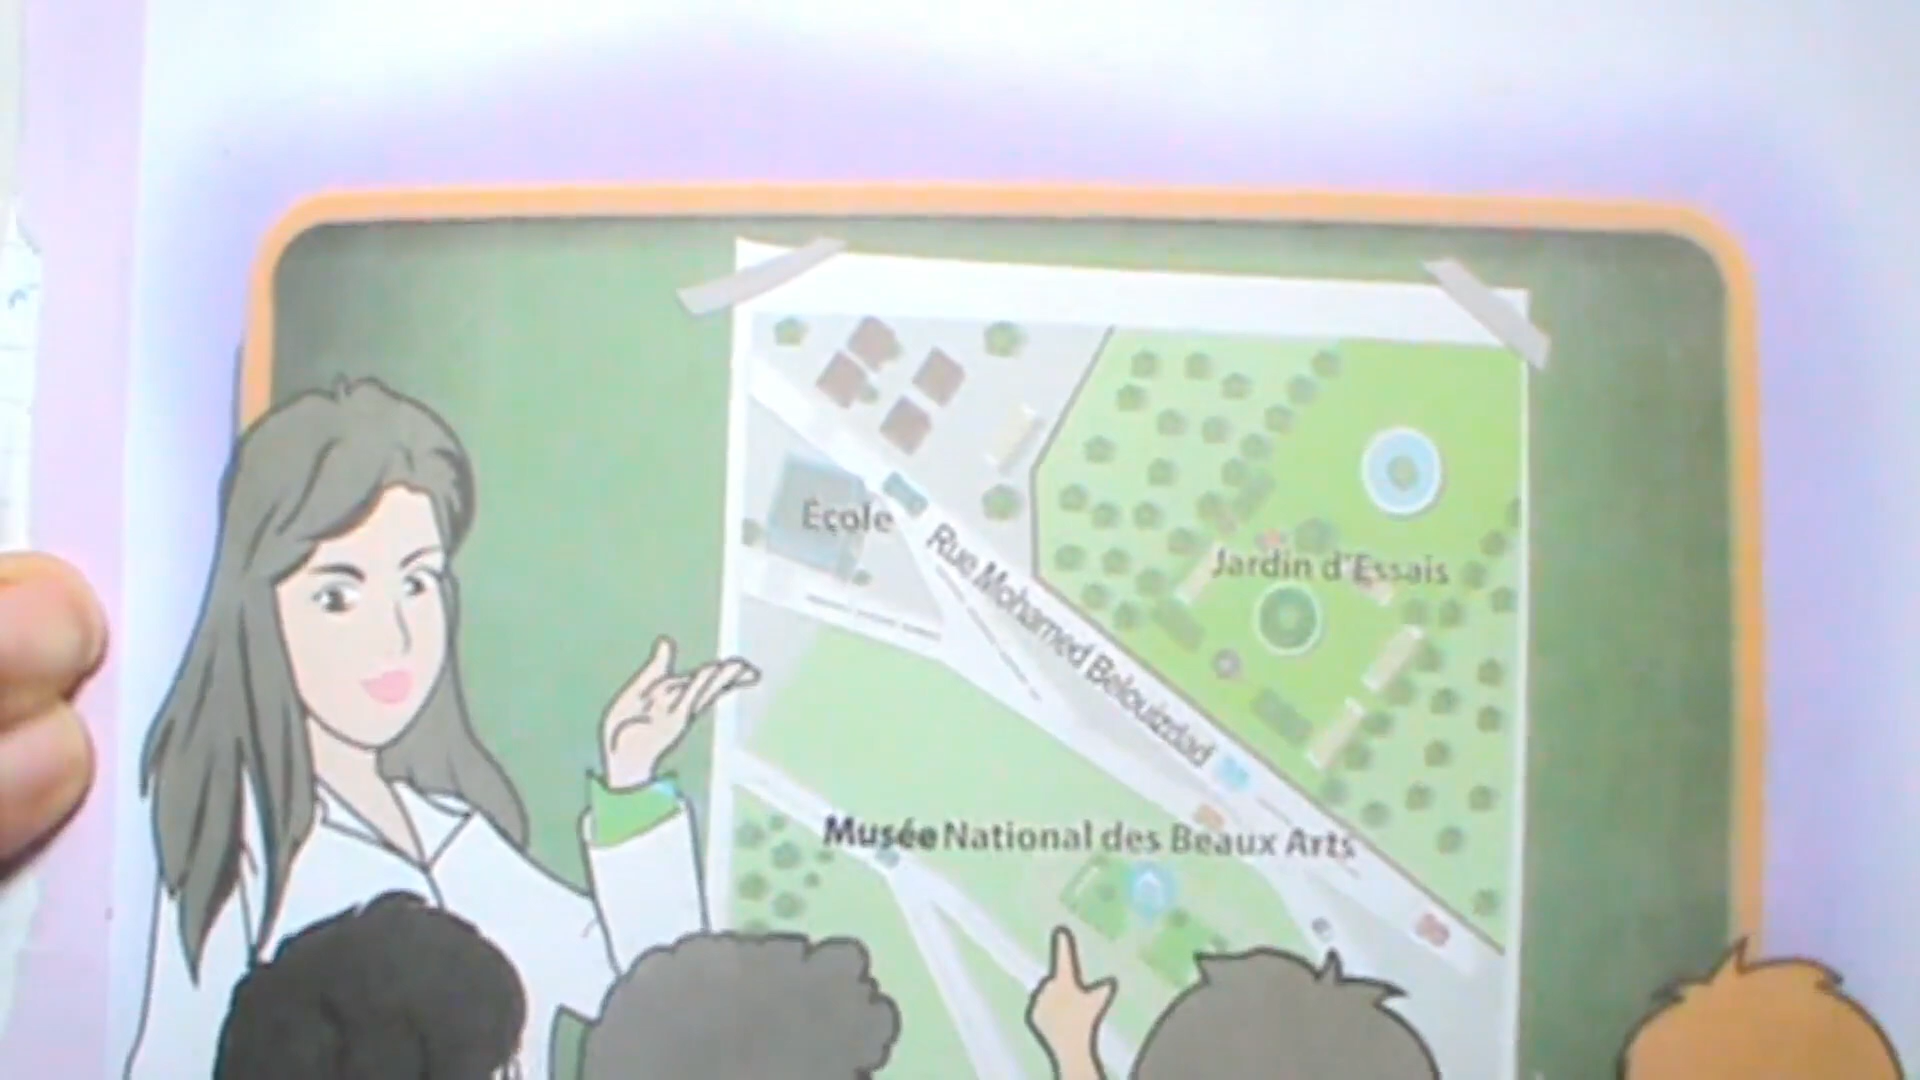 École
Rue Mohamed Belouizdad
Jardin d'Essais
Musée National des Beaux Arts